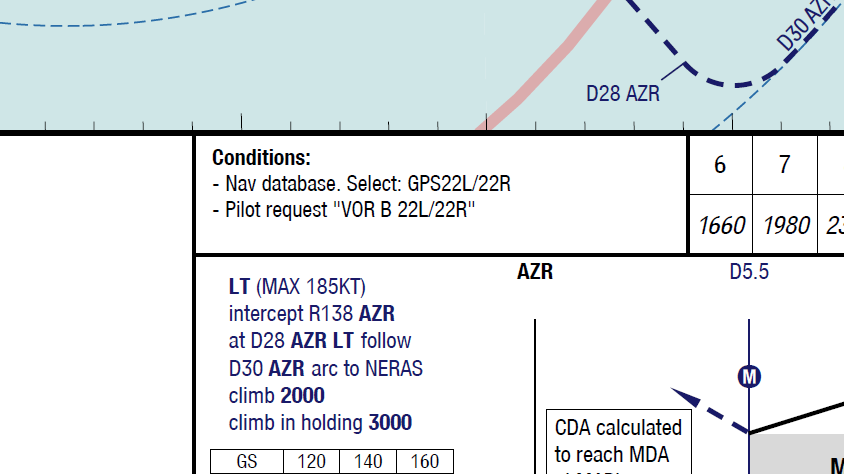 D30 AZR
D28 AZR
Conditions:
- Nav database. Select: GPS22L/22R
- Pilot request "VOR B 22L/22R"
6 7
1660 1980
AZR D5.5
LT (MAX 185KT)
intercept R138 AZR
at D28 AZR LT follow
D30 AZR arc to NERAS
climb 2000
climb in holding 3000
M
CDA calculated
to reach MDA
GS 120 140 160